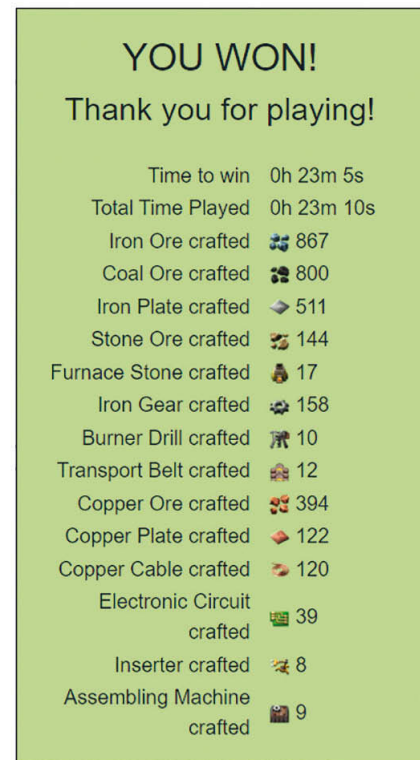 YOU WON!
Thank you for playing!
Time to win 0h 23m 5s
Total Time Played 0h 23m 10s
Iron Ore crafted 867
Coal Ore crafted 800
Iron Plate crafted 511
Stone Ore crafted 144
Furnace Stone crafted 17
Iron Gear crafted 158
Burner Drill crafted 10
Transport Belt crafted 12
Copper Ore crafted 394
Copper Plate crafted 122
Copper Cable crafted 120
Electronic Circuit
crafted 39
Inserter crafted 8
Assembling Machine
crafted 9